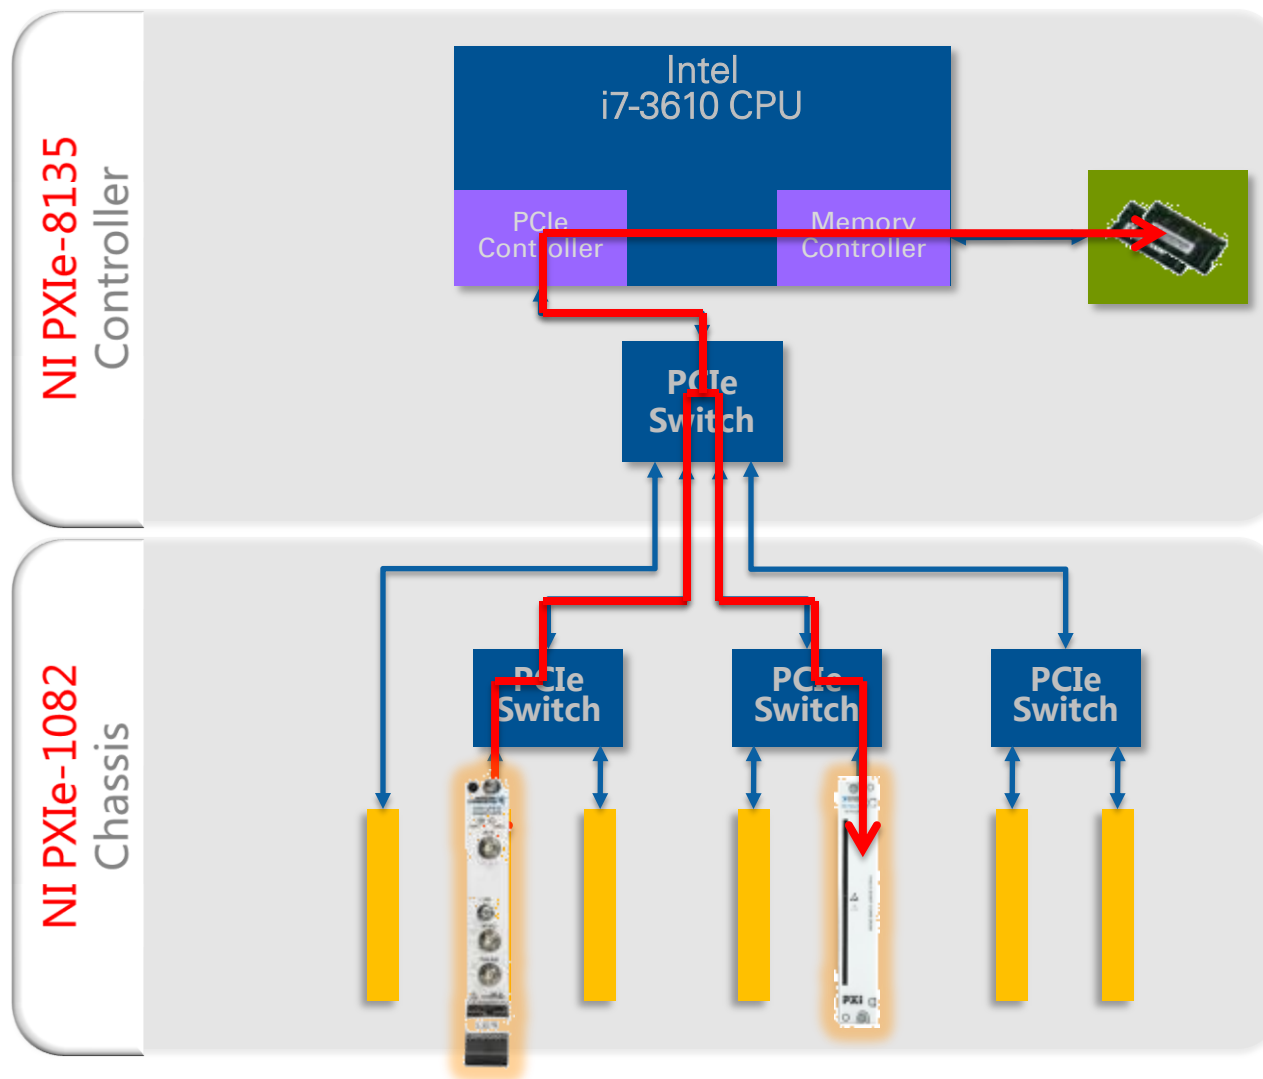 NI PXIe-8135
Controller
Intel
i7-3610 CPU
PCIe
Controller
Memory
Controller
PCIe
Switch
NI PXIe-1082
Chassis
PCIe
Switch
PCIe
Switch
PCIe
Switch
PXI